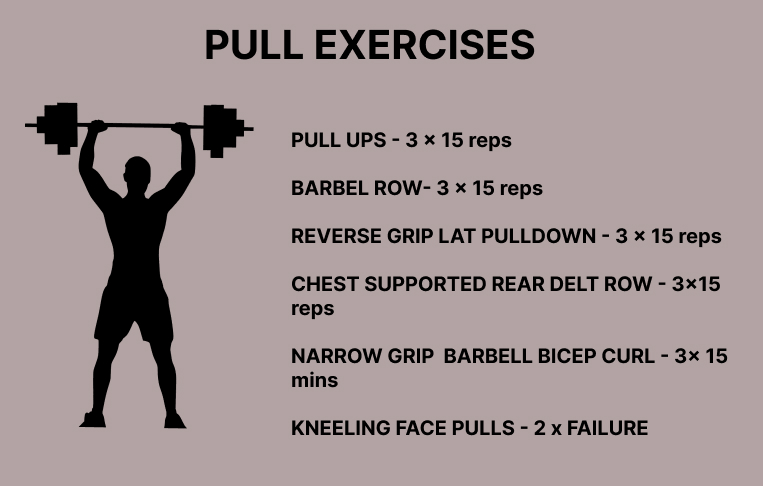 PULL EXERCISES
PULL UPS - 3 × 15 reps
BARBEL ROW- 3 × 15 reps
REVERSE GRIP LAT PULLDOWN - 3 × 15 reps
CHEST SUPPORTED REAR DELT ROW - 3×15
reps
NARROW GRIP  BARBELL BICEP CURL - 3× 15
mins
KNEELING FACE PULLS - 2 x FAILURE